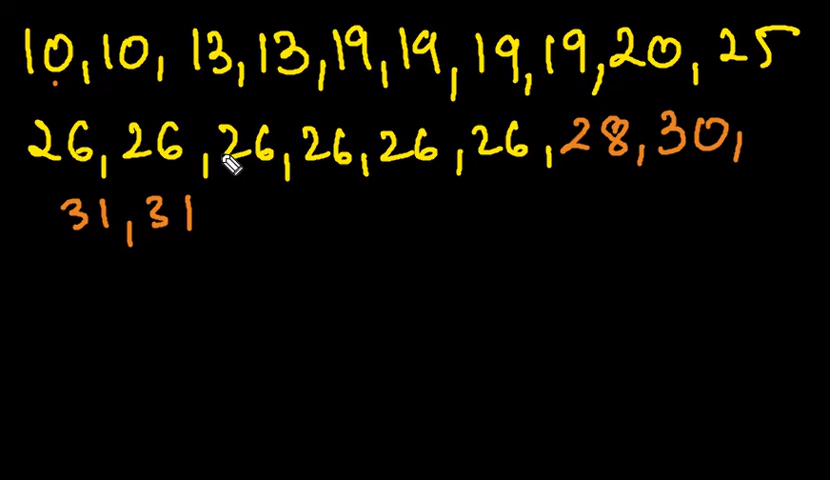 10, 10, 13, 13, 19, 19, 19, 19, 20, 25
26, 26, 26, 26, 26, 26, 28, 30,
31, 31